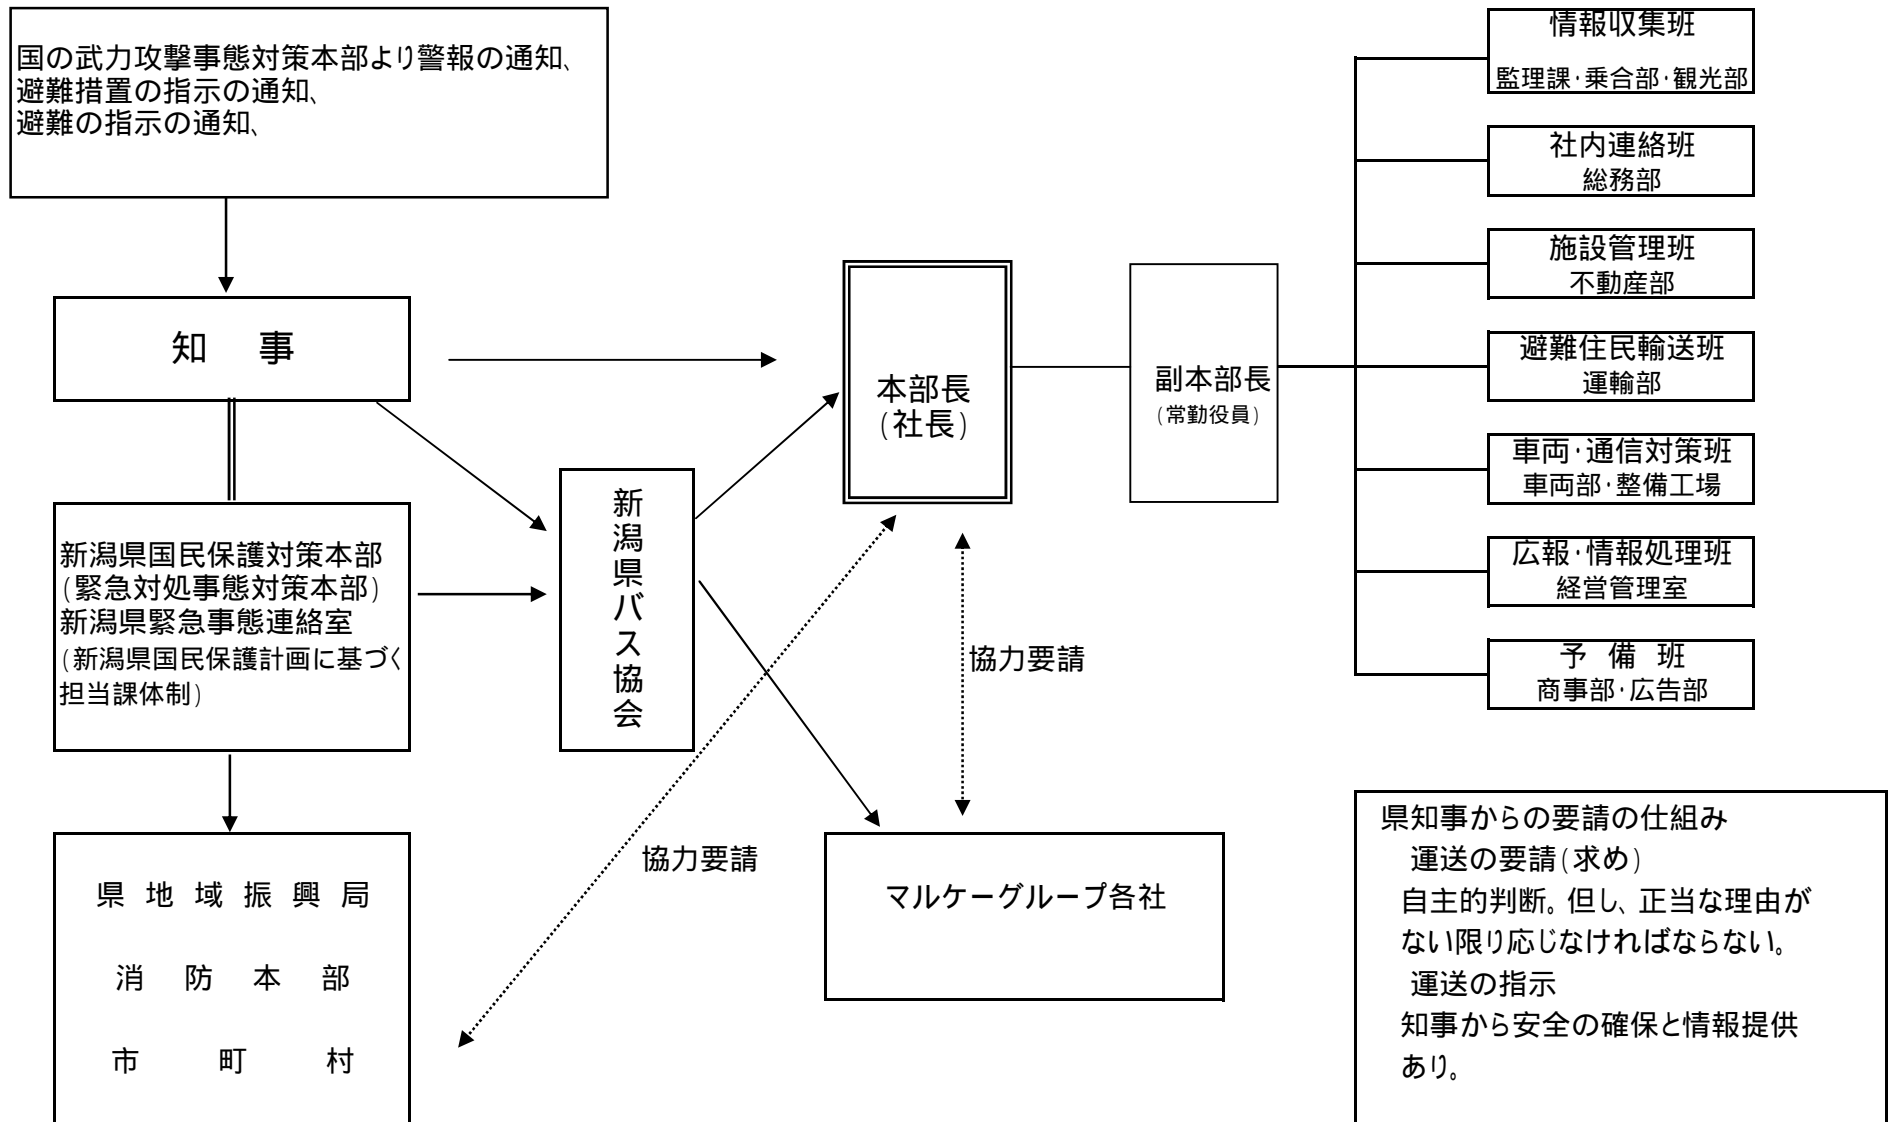 国の武力攻撃事態対策本部より警報の通知、
避難措置の指示の通知、
避難の指示の通知、
知 事
新潟県国民保護対策本部
(緊急対処事態対策本部)
新潟県緊急事態連絡室
(新潟県国民保護計画に基づく
担当課体制)
県 地 域 振 興 局
消 防 本 部
市 町 村
新潟県バス協会
本部長
(社長)
副本部長
(常勤役員)
協力要請
協力要請
マルケーグループ各社
情報収集班
監理課・乗合部・観光部
社内連絡班
総務部
施設管理班
不動産部
避難住民輸送班
運輸部
車両・通信対策班
車両部・整備工場
広報・情報処理班
経営管理室
予 備 班
商事部・広告部
県知事からの要請の仕組み
運送の要請(求め)
自主的判断。但し、正当な理由が
ない限り応じなければならない。
運送の指示
知事から安全の確保と情報提供
あり。